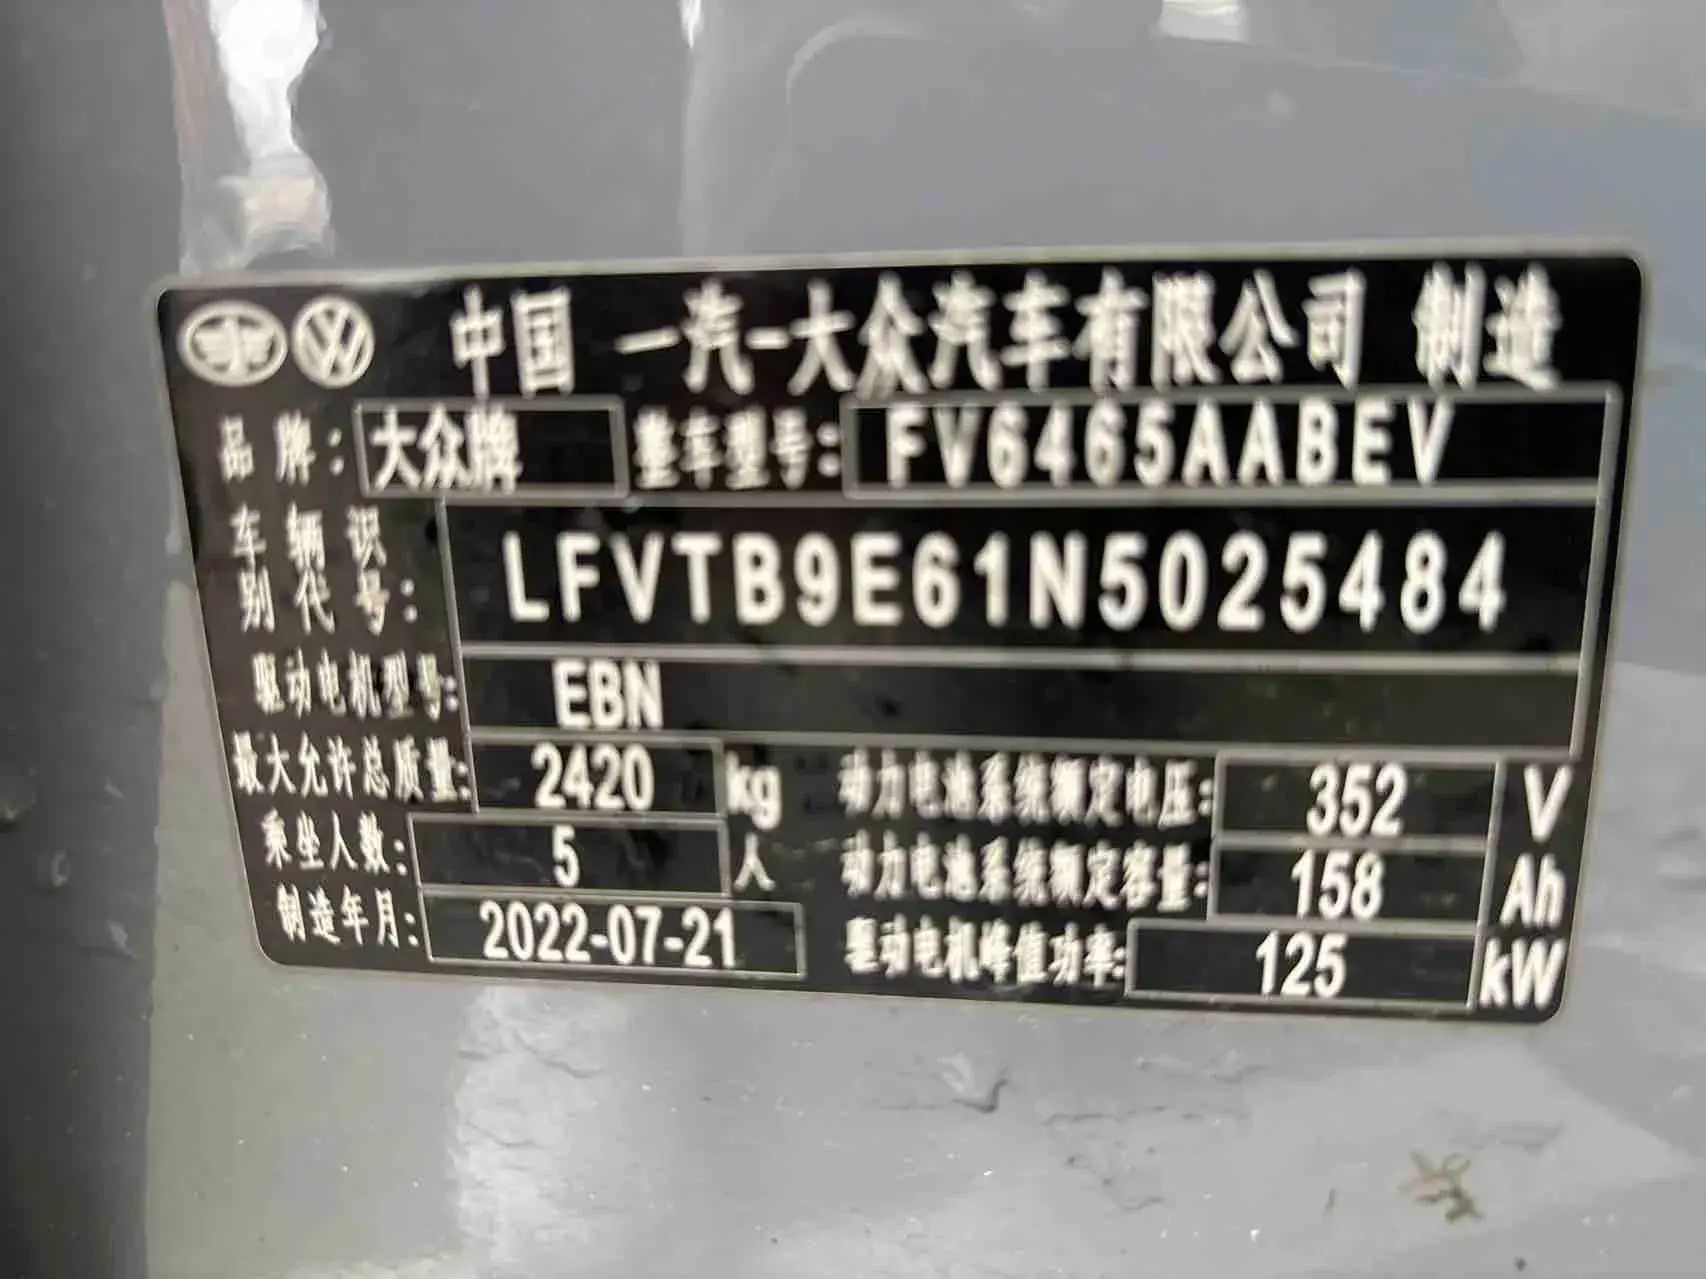 中国 一汽-大众汽车有限公司 制造
品牌: 大众牌 整车型号: FV6465AABEV
车辆识别代号: LFVTB9E61N5025484
驱动电机型号: EBN
最大允许总质量: 2420 kg 动力电池系统额定电压: 352 V
乘坐人数: 5 人 动力电池系统额定容量: 158 Ah
制造年月: 2022-07-21 驱动电机峰值功率: 125 kW